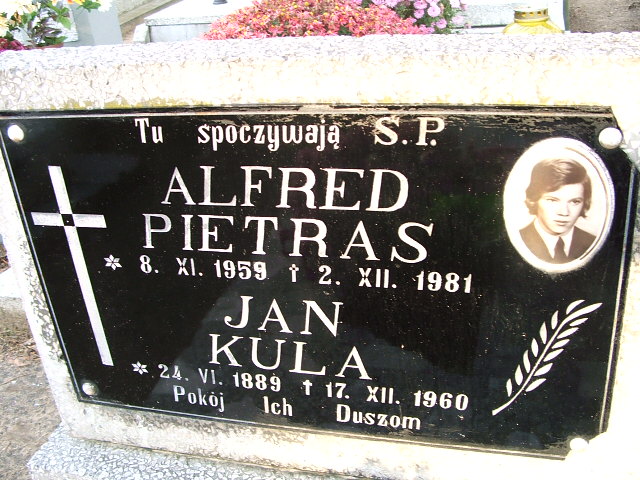 Tu spoczywają Ś.P.
ALFRED
PIETRAS
* 8. XI. 1959 † 2. XII. 1981
JAN
KULA
* 24. VI. 1889 † 17. XII. 1960
Pokój Ich Duszom